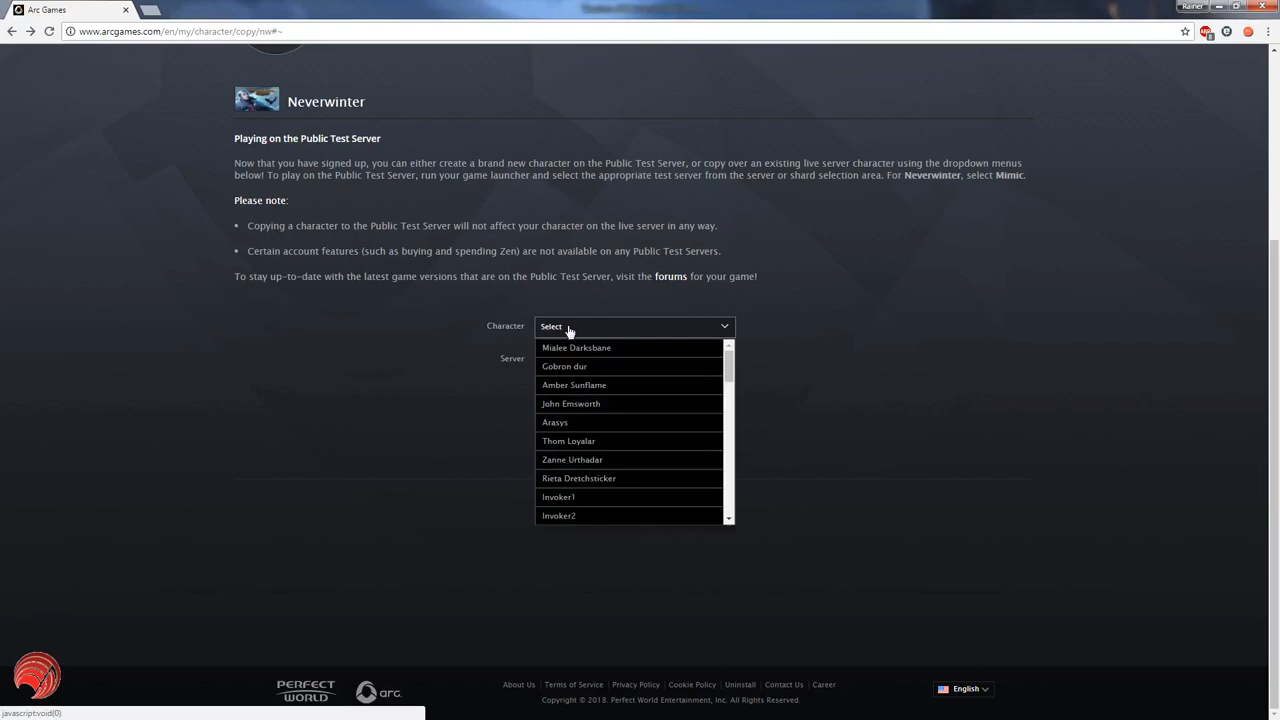 Arc Games
Rainer
www.arcgames.com/en/my/character/copy/nw#~
Neverwinter
Playing on the Public Test Server
Now that you have signed up, you can either create a brand new character on the Public Test Server, or copy over an existing live server character using the dropdown menus
below! To play on the Public Test Server, run your game launcher and select the appropriate test server from the server or shard selection area. For Neverwinter, select Mimic.
Please note:
Copying a character to the Public Test Server will not affect your character on the live server in any way.
Certain account features (such as buying and spending Zen) are not available on any Public Test Servers.
To stay up-to-date with the latest game versions that are on the Public Test Server, visit the forums for your game!
Character
Select
Server
Mialee Darksbane
Gobron dur
Amber Sunflame
John Emsworth
Arasys
Thom Loyalar
Zanne Urthadar
Rieta Dretchsticker
Invoker1
Invoker2
PERFECT WORLD
arc.
About Us | Terms of Service | Privacy Policy | Cookie Policy | Uninstall | Contact Us | Career
Copyright © 2018. Perfect World Entertainment, Inc. All Rights Reserved.
English
javascript:void(0)